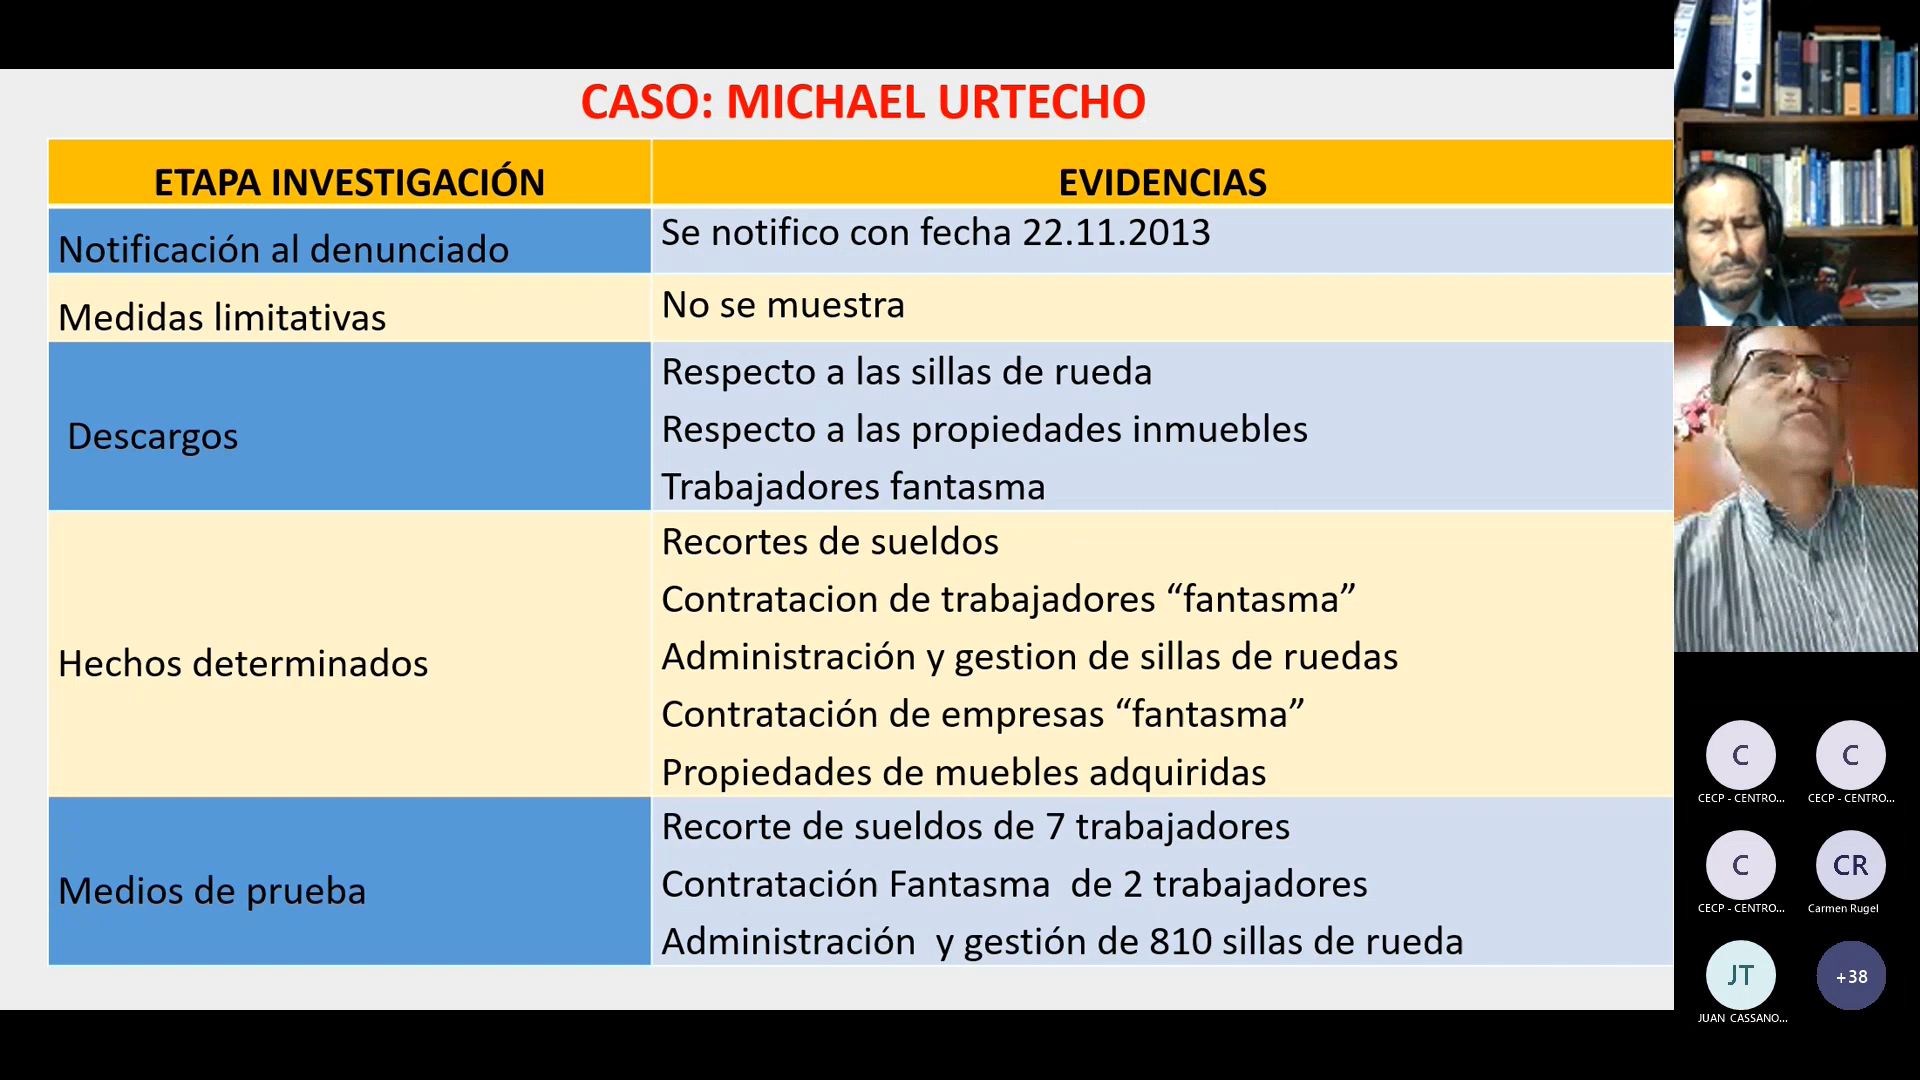 CASO: MICHAEL URTECHO
ETAPA INVESTIGACIÓN
EVIDENCIAS
Notificación al denunciado
Se notifico con fecha 22.11.2013
Medidas limitativas
No se muestra
Descargos
Respecto a las sillas de rueda
Respecto a las propiedades inmuebles
Trabajadores fantasma
Hechos determinados
Recortes de sueldos
Contratacion de trabajadores “fantasma”
Administración y gestion de sillas de ruedas
Contratación de empresas “fantasma”
Propiedades de muebles adquiridas
Medios de prueba
Recorte de sueldos de 7 trabajadores
Contratación Fantasma  de 2 trabajadores
Administración  y gestión de 810 sillas de rueda
C
CECP - CENTRO...
C
CECP - CENTRO...
C
CECP - CENTRO...
CR
Carmen Rugel
JT
JUAN CASSANO...
+38